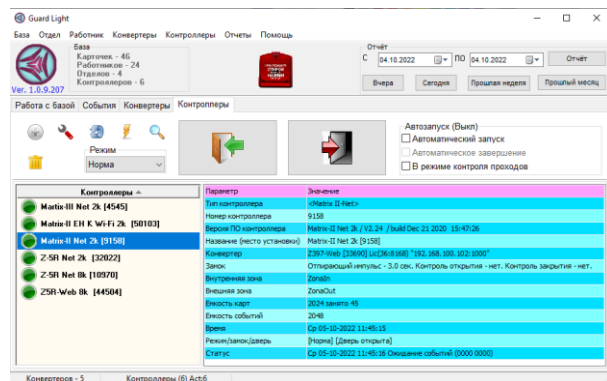 Guard Light
База Отдел Работник Конвертеры Контроллеры Отчеты Помощь
База
Карточек - 46
Работников - 24
Отделов - 4
Контроллеров - 6
Ver. 1.0.9.207
Отчёт
С 04.10.2022 ПО 04.10.2022 Отчёт
Вчера Сегодня Прошлая неделя Прошлый месяц
Работа с базой События Конвертеры Контроллеры
Режим
Норма
Автозапуск (Выкл)
Автоматический запуск
Автоматическое завершение
В режиме контроля проходов
Контроллеры
Martix-III Net 2k [4545]
Matrix-II EH K Wi-Fi 2k [50103]
Matrix-II Net 2k [9158]
Z-5R Net 2k [32022]
Z-5R Net 8k [10970]
Z5R-Web 8k [44504]
Параметр Значение
Тип контроллера <Matrix II-Net>
Номер контроллера 9158
Версия ПО контроллера Matrix-II Net 2k / V2.24 / build Dec 21 2020 15:47:26
Название (место установки) Matrix-II Net 2k [9158]
Конвертер Z397-Web [33690] Lic(36:8168) "192.168.100.102:1000"
Замок Отпирающий импульс - 3.0 сек. Контроль открытия - нет. Контроль закрытия - нет.
Внутренняя зона ZonaIn
Внешняя зона ZonaOut
Емкость карт 2024 занято 45
Емкость событий 2048
Время Ср 05-10-2022 11:45:15
Режим/замок/дверь [Норма] [Дверь открыта]
Статус Ср 05-10-2022 11:45:16 Ожидание событий (0000 0000)
Конвертеров - 5 Контроллеры (6) Act:6